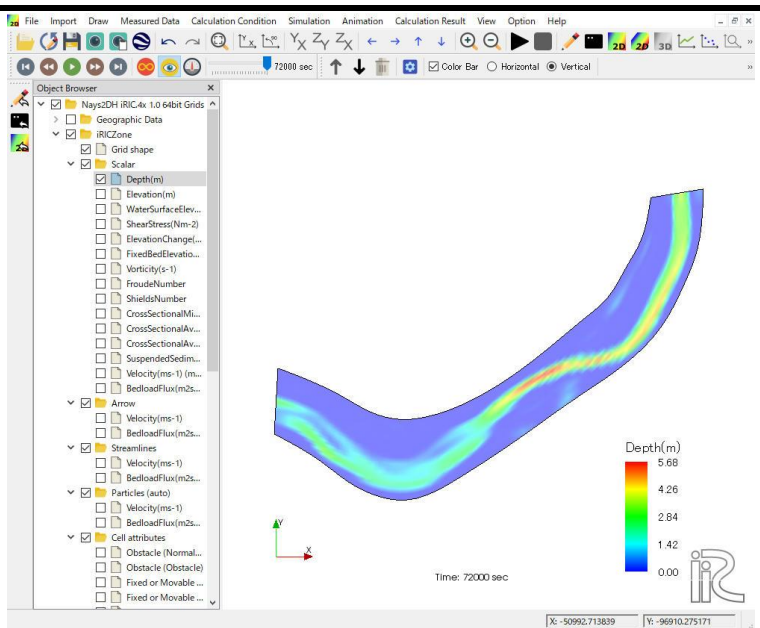 File Import Draw Measured Data Calculation Condition Simulation Animation Calculation Result View Option Help
72000 sec Color Bar Horizontal Vertical
Object Browser
Nays2DH iRIC.4x 1.0 64bit Grids
Geographic Data
iRICZone
Grid shape
Scalar
Depth(m)
Elevation(m)
WaterSurfaceElev...
ShearStress(Nm-2)
ElevationChange(...
FixedBedElevatio...
Vorticity(s-1)
FroudeNumber
ShieldsNumber
CrossSectionalMi...
CrossSectionalAv...
CrossSectionalAv...
SuspendedSedim...
Velocity(ms-1) (m...
BedloadFlux(m2s...
Arrow
Velocity(ms-1)
BedloadFlux(m2s...
Streamlines
Velocity(ms-1)
BedloadFlux(m2s...
Particles (auto)
Velocity(ms-1)
BedloadFlux(m2s...
Cell attributes
Obstacle (Normal...
Obstacle (Obstacle)
Fixed or Movable ...
Fixed or Movable ...
Depth(m)
5.68
4.26
2.84
1.42
0.00
Y
X
Time: 72000 sec
iRIC
X: -50992.713839 Y: -96910.275171